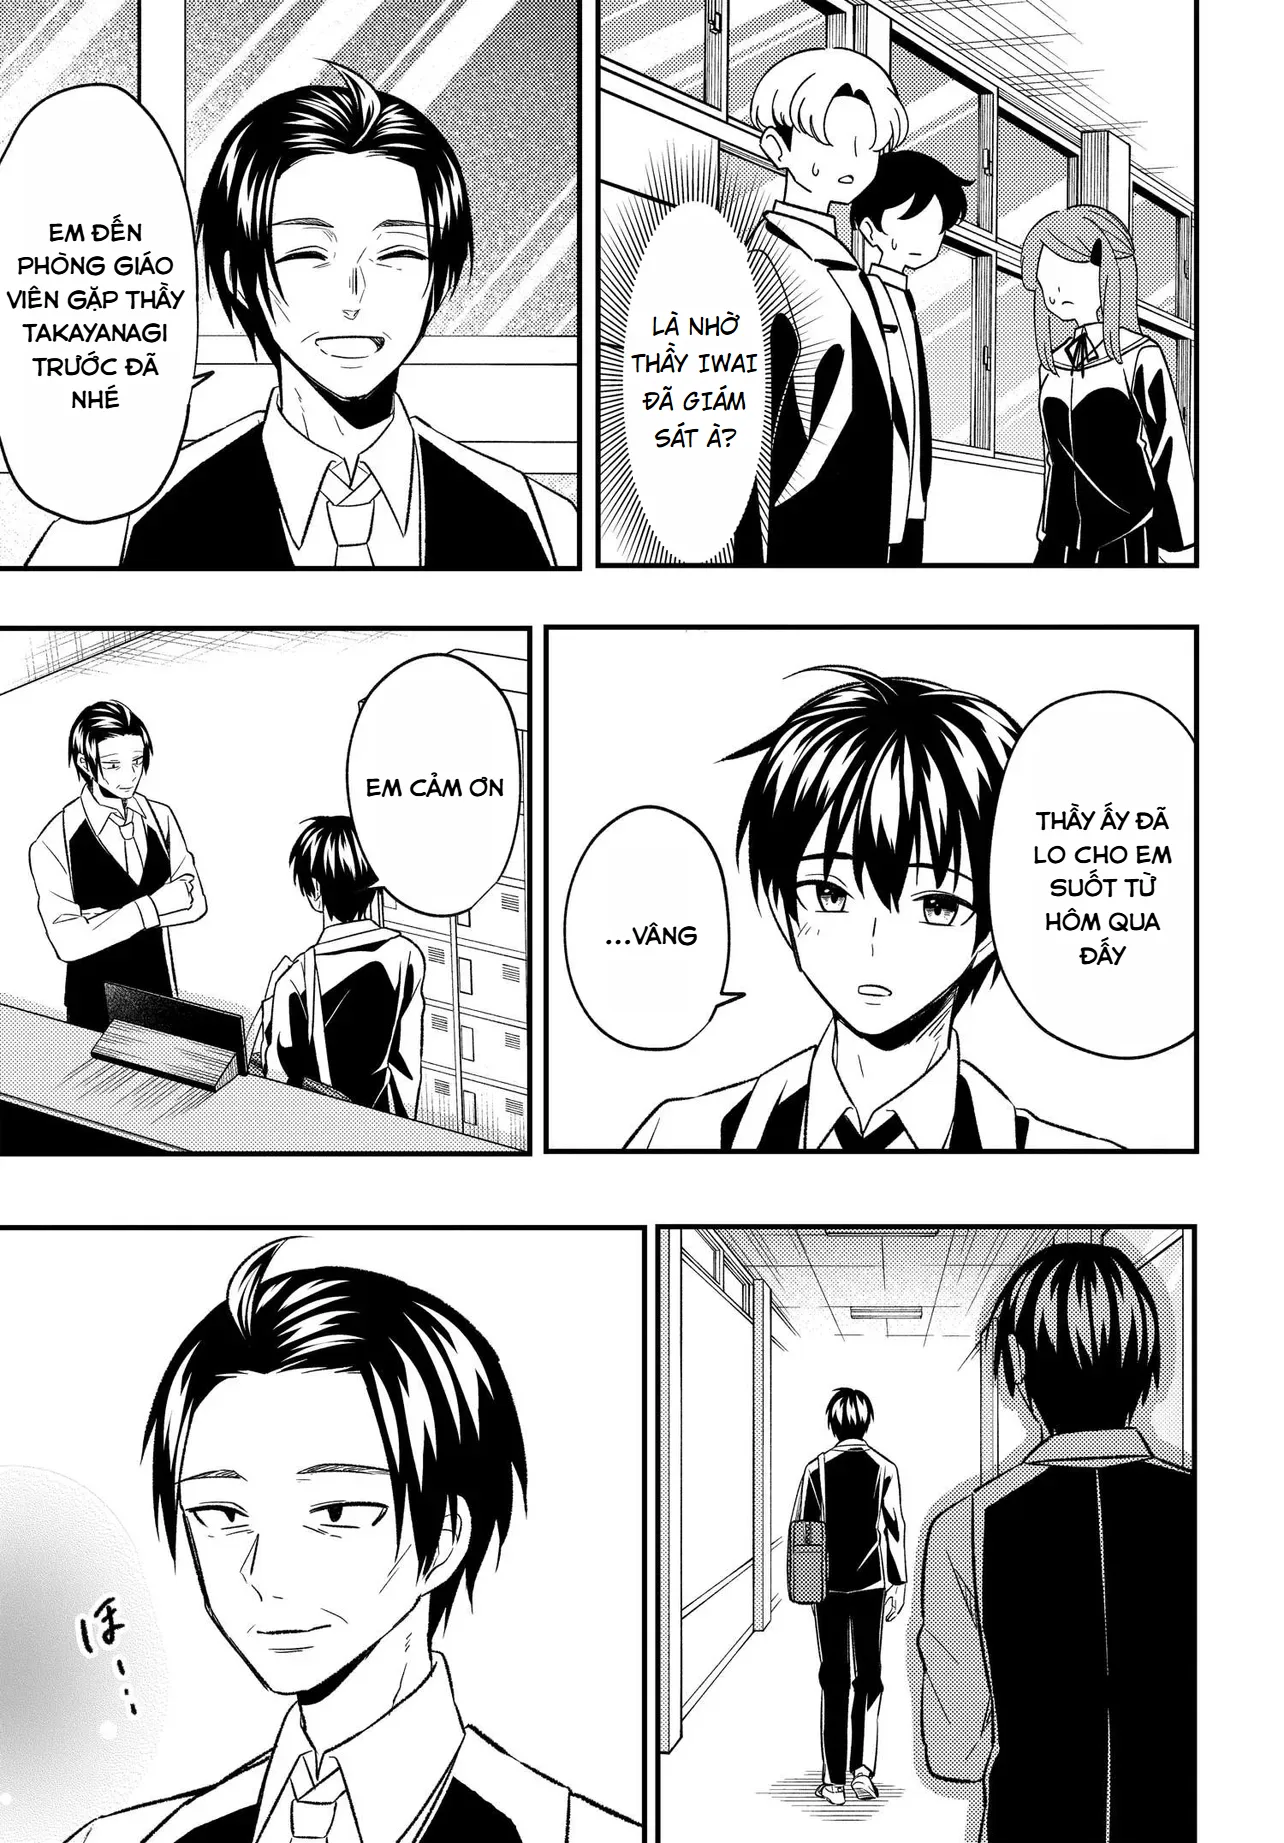 LÀ NHỜ
THẦY IWAI
ĐÃ GIÁM
SÁT À?
EM ĐẾN
PHÒNG GIÁO
VIÊN GẶP THẦY
TAKAYANAGI
TRƯỚC ĐÃ
NHÉ
THẦY ẤY ĐÃ
LO CHO EM
SUỐT TỪ
HÔM QUA
ĐẤY
...VÂNG
EM CẢM ƠN
ほ…